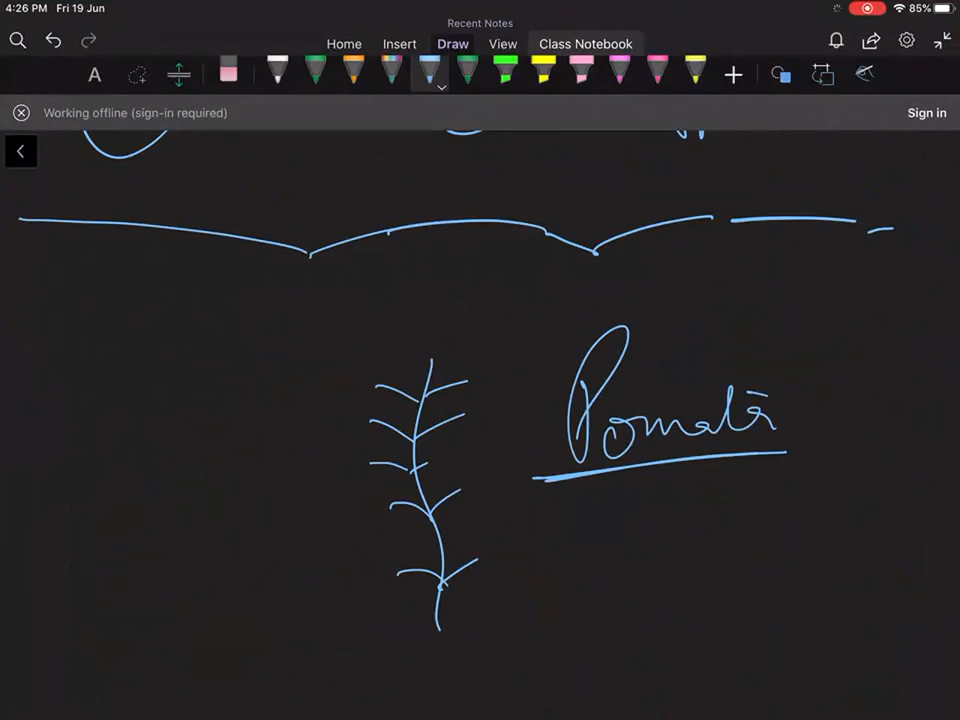 4:26 PM Fri 19 Jun
85%
Recent Notes
Home Insert Draw View Class Notebook
A
Working offline (sign-in required) Sign in
Pomato